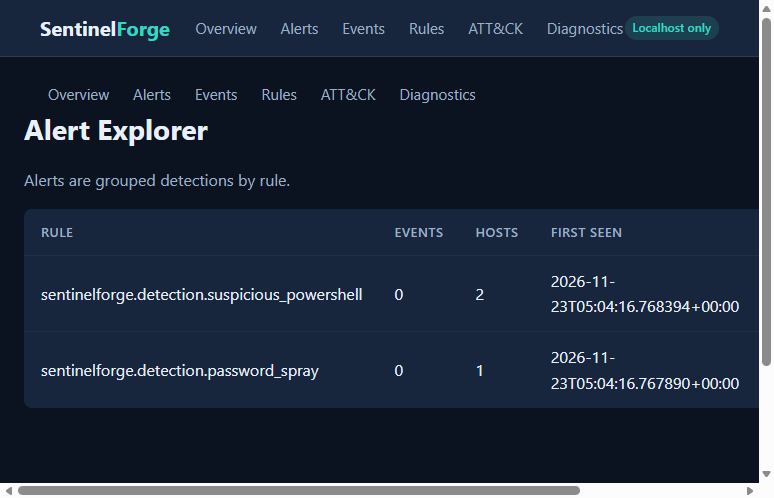 SentinelForge Overview Alerts Events Rules ATT&CK Diagnostics Localhost only
Overview Alerts Events Rules ATT&CK Diagnostics
Alert Explorer
Alerts are grouped detections by rule.
RULE EVENTS HOSTS FIRST SEEN
sentinelforge.detection.suspicious_powershell 0 2 2026-11-
23T05:04:16.768394+00:00
sentinelforge.detection.password_spray 0 1 2026-11-
23T05:04:16.767890+00:00